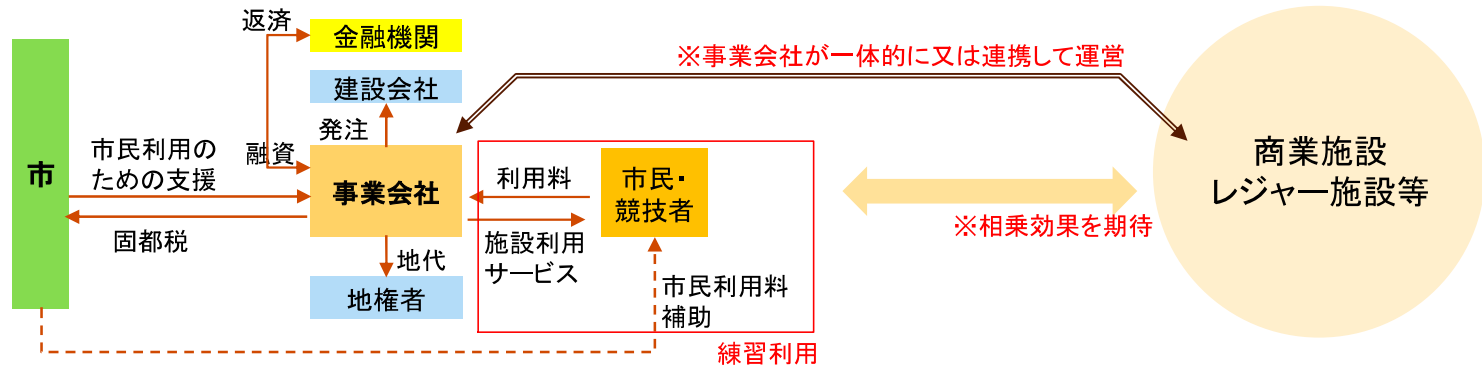 返済
金融機関
※事業会社が一体的に又は連携して運営
建設会社
発注
市民利用の
ための支援
融資
市
事業会社
利用料
市民・
競技者
商業施設
レジャー施設等
固都税
施設利用
サービス
※相乗効果を期待
地代
地権者
市民利用料
補助
練習利用